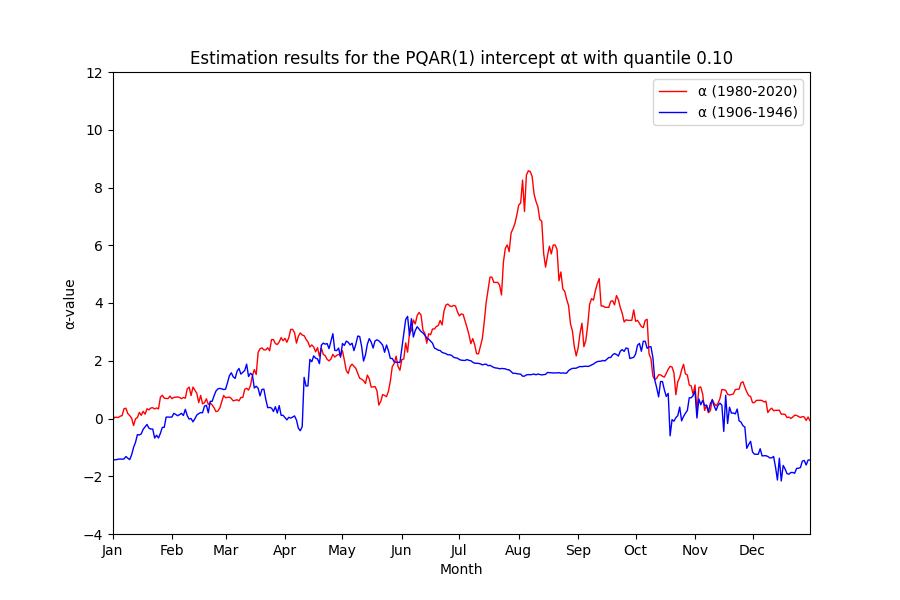 Estimation results for the PQAR(1) intercept αt with quantile 0.10
α (1980-2020)
α (1906-1946)
α-value
12
10
8
6
4
2
0
−2
−4
Jan Feb Mar Apr May Jun Jul Aug Sep Oct Nov Dec
Month